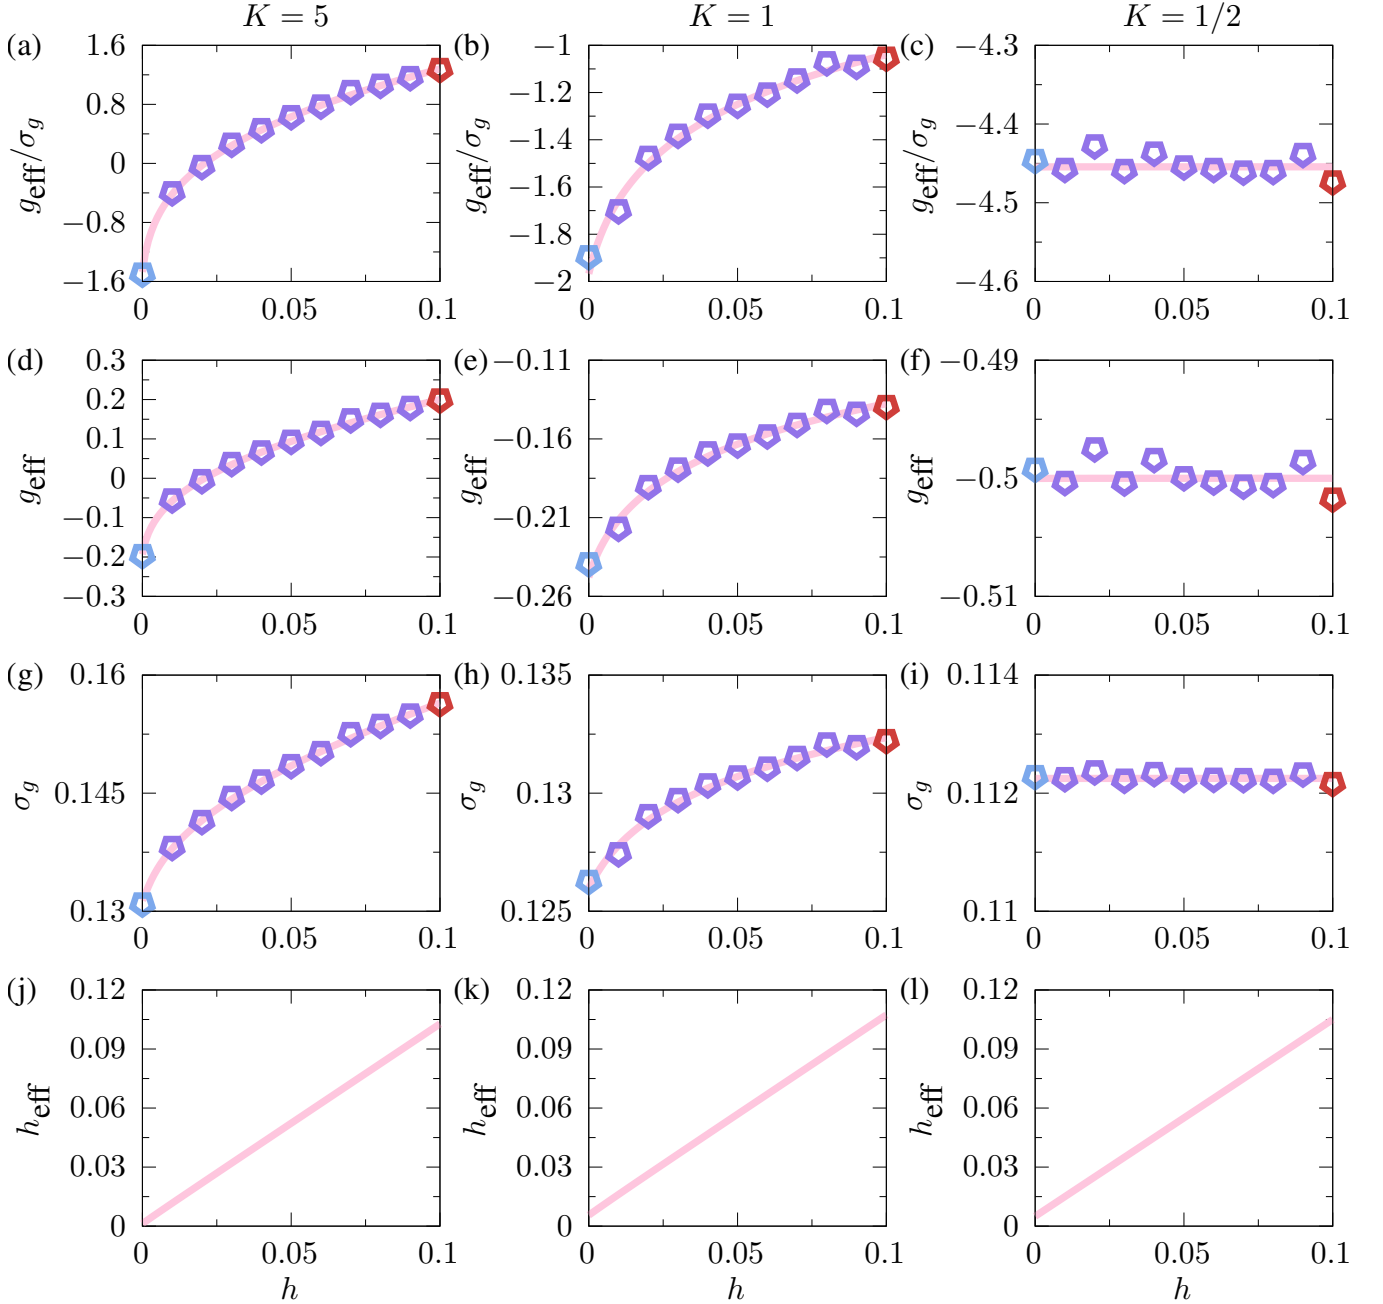 K = 5
K = 1
K = 1/2
(a)
1.6
0.8
0
−0.8
−1.6
g_eff/σ_g
0
0.05
0.1
(b)
−1
−1.2
−1.4
−1.6
−1.8
−2
g_eff/σ_g
0
0.05
0.1
(c)
−4.3
−4.4
−4.5
−4.6
g_eff/σ_g
0
0.05
0.1
(d)
0.3
0.2
0.1
0
−0.1
−0.2
−0.3
g_eff
0
0.05
0.1
(e)
−0.11
−0.16
−0.21
−0.26
g_eff
0
0.05
0.1
(f)
−0.49
−0.5
−0.51
g_eff
0
0.05
0.1
(g)
0.16
0.145
0.13
σ_g
0
0.05
0.1
(h)
0.135
0.13
0.125
σ_g
0
0.05
0.1
(i)
0.114
0.112
0.11
σ_g
0
0.05
0.1
(j)
0.12
0.09
0.06
0.03
0
h_eff
0
0.05
0.1
h
(k)
0.12
0.09
0.06
0.03
0
h_eff
0
0.05
0.1
h
(l)
0.12
0.09
0.06
0.03
0
h_eff
0
0.05
0.1
h